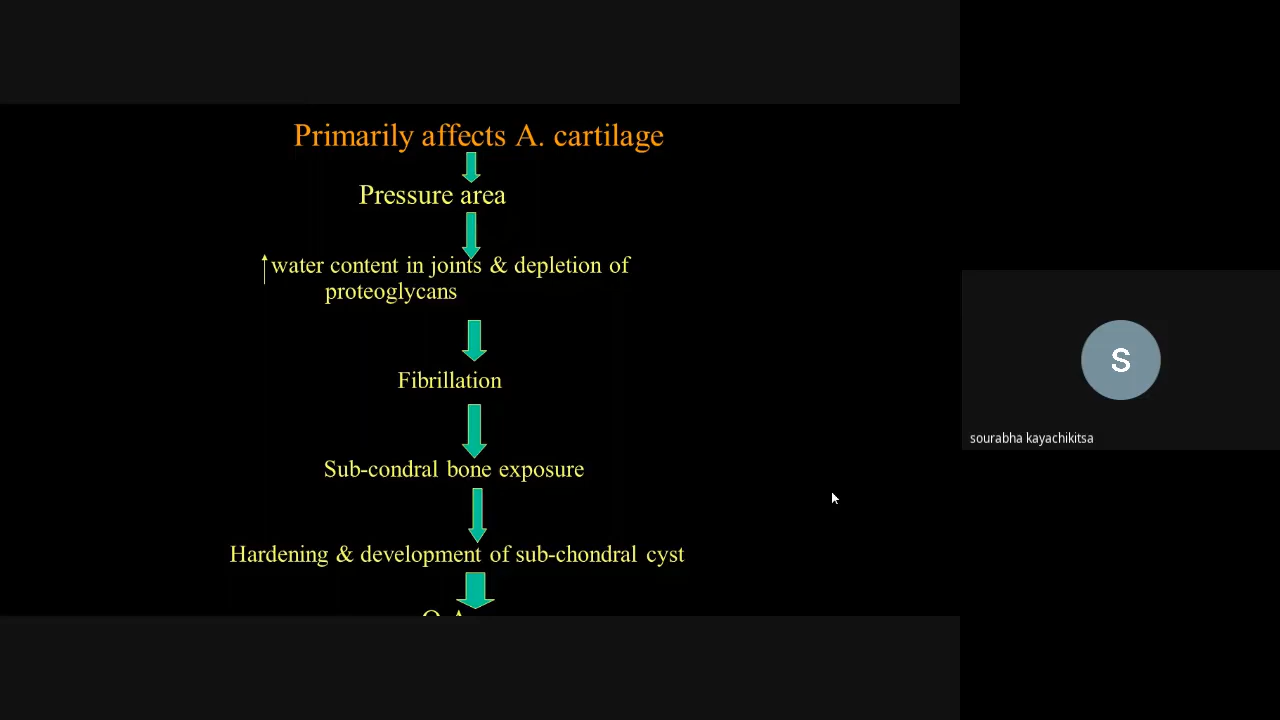 Primarily affects A. cartilage
Pressure area
water content in joints & depletion of
proteoglycans
Fibrillation
Sub-condral bone exposure
Hardening & development of sub-chondral cyst
S
sourabha kayachikitsa